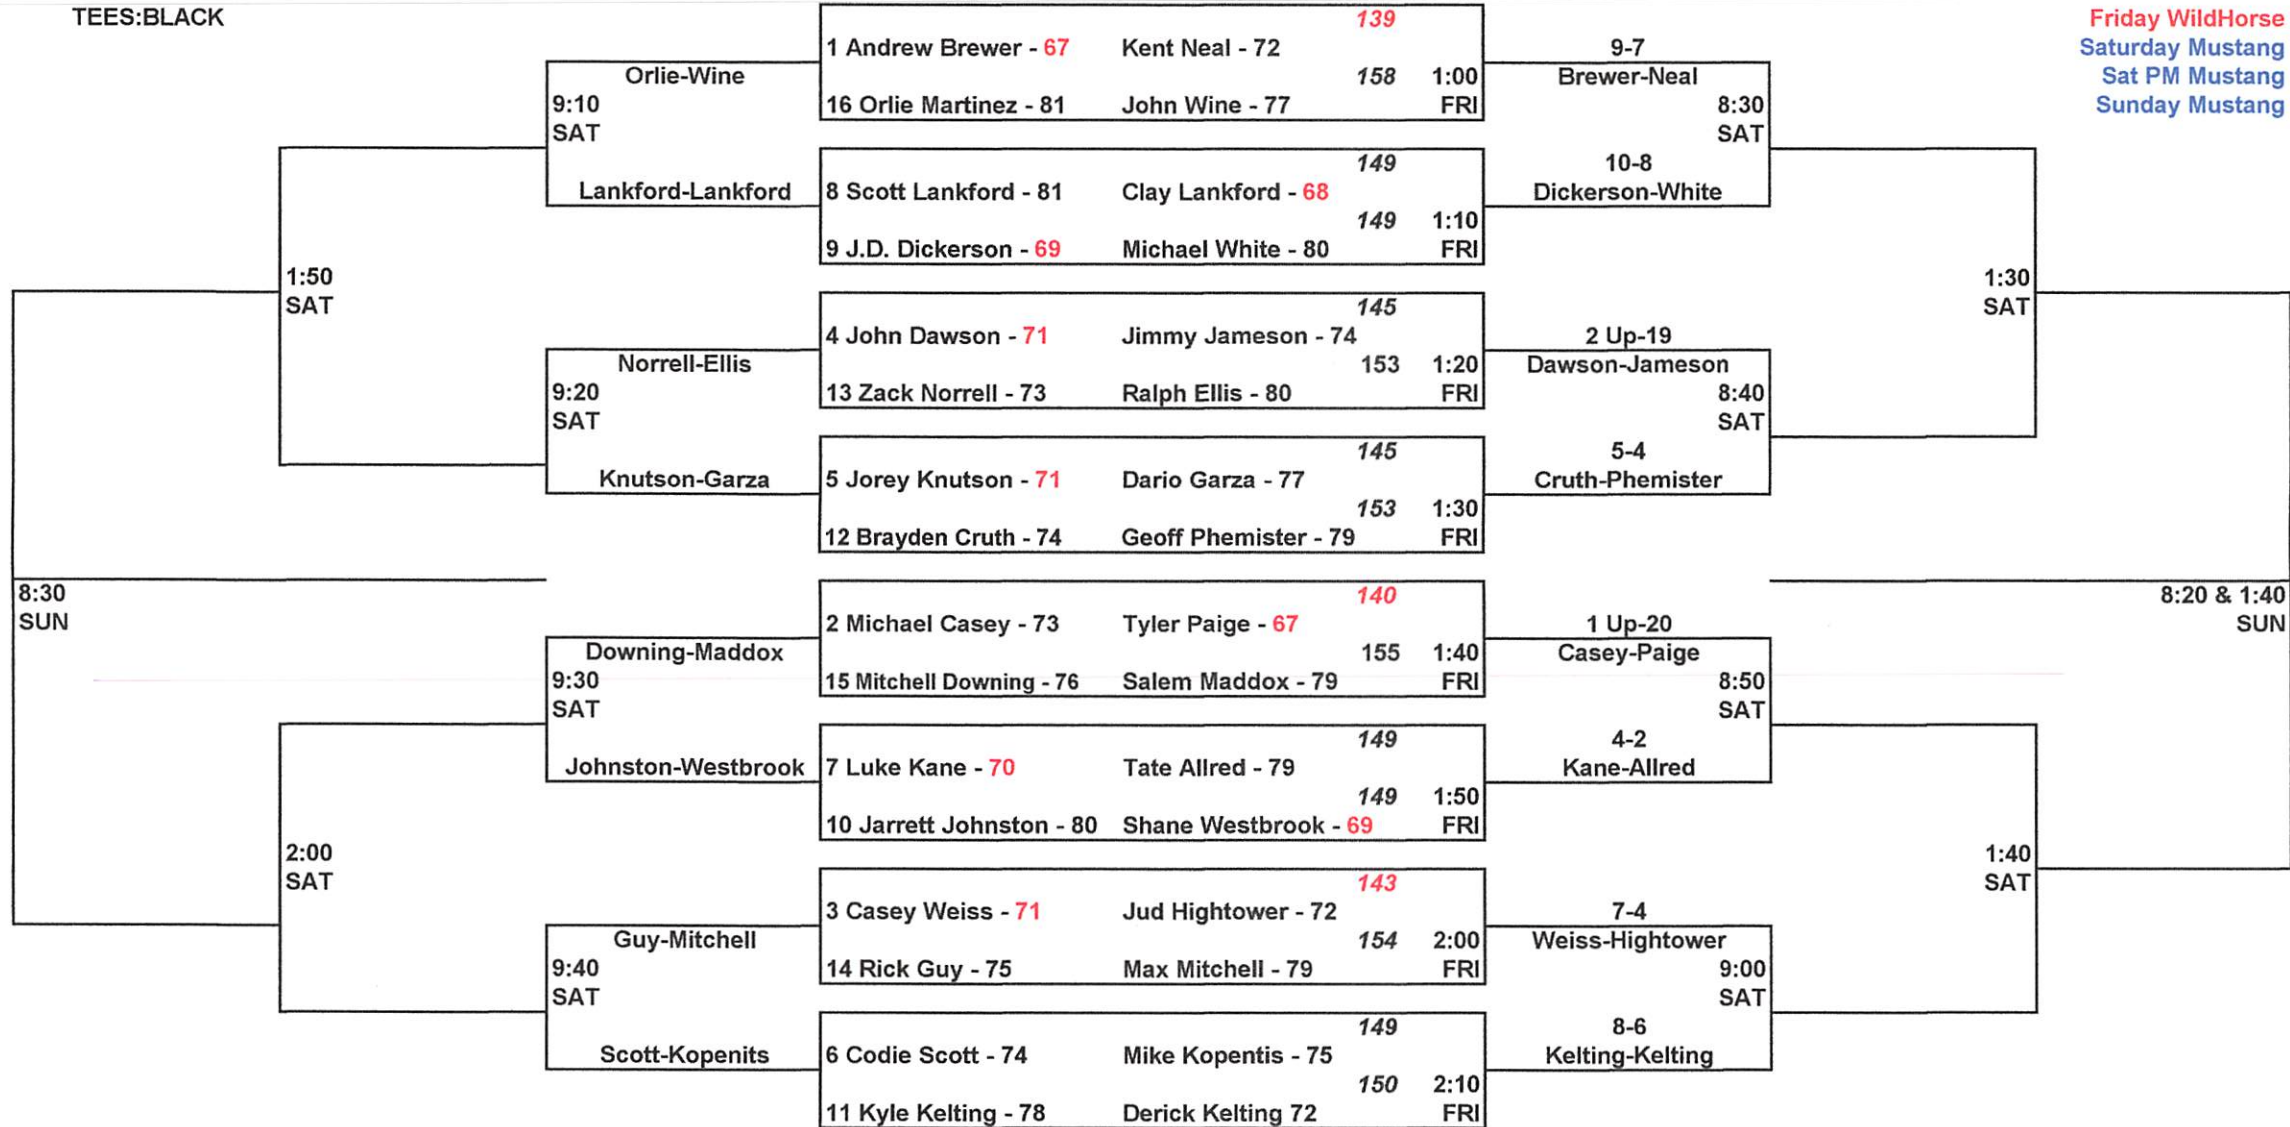 TEES:BLACK
Friday WildHorse
Saturday Mustang
Sat PM Mustang
Sunday Mustang
139
1 Andrew Brewer - 67 Kent Neal - 72
158 1:00
16 Orlie Martinez - 81 John Wine - 77 FRI
149
8 Scott Lankford - 81 Clay Lankford - 68
149 1:10
9 J.D. Dickerson - 69 Michael White - 80 FRI
145
4 John Dawson - 71 Jimmy Jameson - 74
153 1:20
13 Zack Norrell - 73 Ralph Ellis - 80 FRI
145
5 Jorey Knutson - 71 Dario Garza - 77
153 1:30
12 Brayden Cruth - 74 Geoff Phemister - 79 FRI
140
2 Michael Casey - 73 Tyler Paige - 67
155 1:40
15 Mitchell Downing - 76 Salem Maddox - 79 FRI
149
7 Luke Kane - 70 Tate Allred - 79
149 1:50
10 Jarrett Johnston - 80 Shane Westbrook - 69 FRI
143
3 Casey Weiss - 71 Jud Hightower - 72
154 2:00
14 Rick Guy - 75 Max Mitchell - 79 FRI
149
6 Codie Scott - 74 Mike Kopentis - 75
150 2:10
11 Kyle Kelting - 78 Derick Kelting 72 FRI
Orlie-Wine
9:10
SAT
Lankford-Lankford
Norrell-Ellis
9:20
SAT
Knutson-Garza
Downing-Maddox
9:30
SAT
Johnston-Westbrook
Guy-Mitchell
9:40
SAT
Scott-Kopenits
1:50
SAT
2:00
SAT
8:30
SUN
9-7
Brewer-Neal
8:30
SAT
10-8
Dickerson-White
2 Up-19
Dawson-Jameson
8:40
SAT
5-4
Cruth-Phemister
1 Up-20
Casey-Paige
8:50
SAT
4-2
Kane-Allred
7-4
Weiss-Hightower
9:00
SAT
8-6
Kelting-Kelting
1:30
SAT
1:40
SAT
8:20 & 1:40
SUN